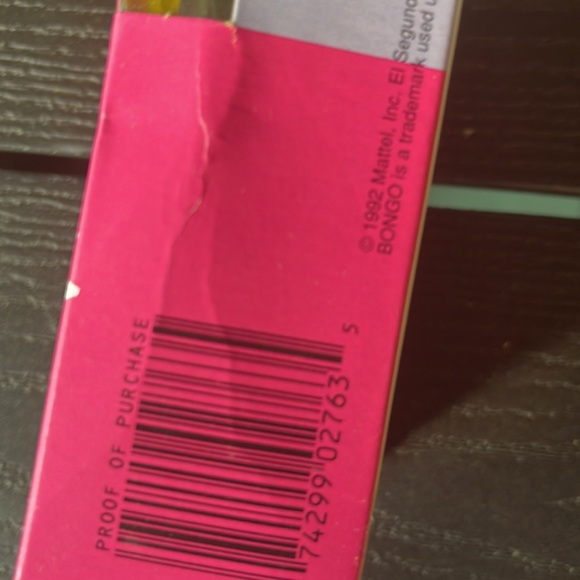 © 1992 Mattel, Inc. El Segundo
BONGO is a trademark used u
PROOF OF PURCHASE
74299 02763 5